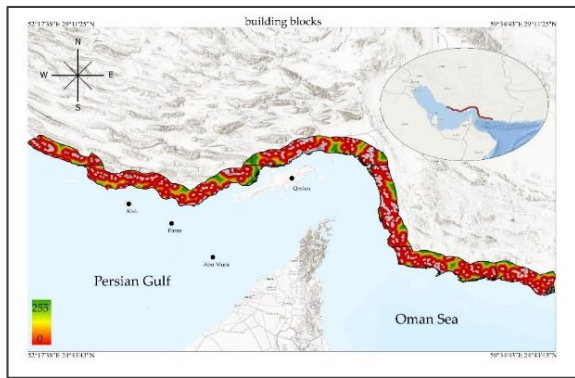 building blocks
52°17'38"E 29°11'25"N
59°34'43"E 29°11'25"N
N
W E
S
Qeshm
Kish
Farur
Abu Musa
Persian Gulf
Oman Sea
255
0
52°17'38"E 24°43'43"N
59°34'43"E 24°43'43"N